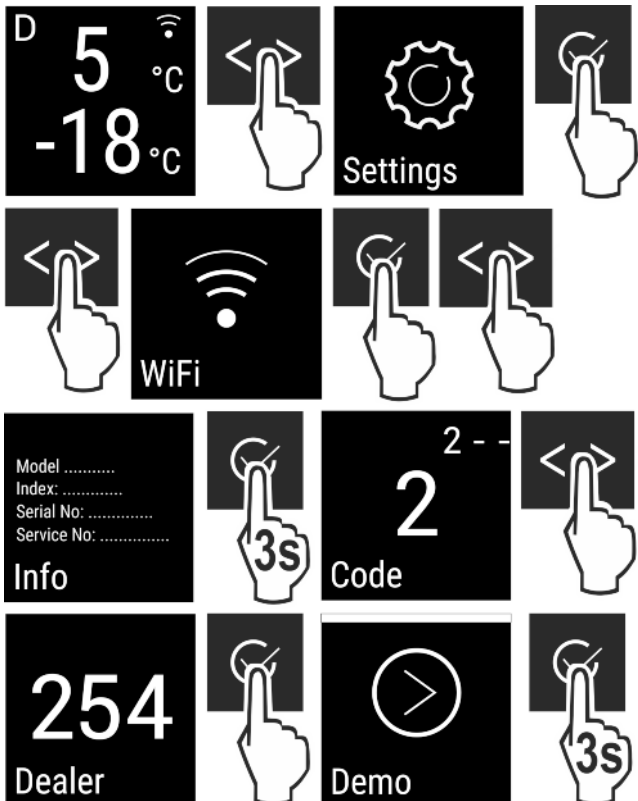 D
5 °C
-18 °C
Settings
WiFi
Model ...........
Index: .............
Serial No: ..............
Service No: ...............
Info
3s
2 - -
2
Code
254
Dealer
Demo
3s